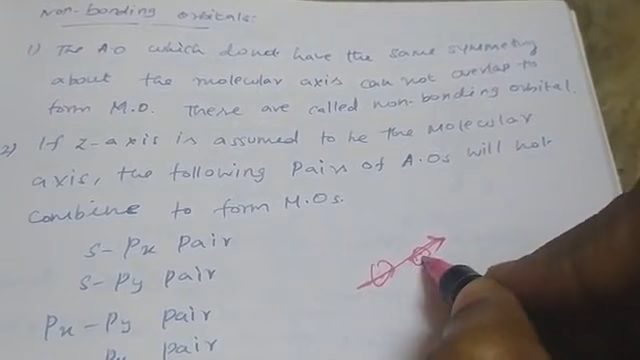 Non-bonding orbitals:
1) The AO which donot have the same symmetry
about the molecular axis can not overlap to
form M.O. These are called non-bonding orbital.
2) If z-axis is assumed to be the molecular
axis, the following pairs of A.Os will not
combine to form M.Os.
s-px pair
s-py pair
px-py pair
pair